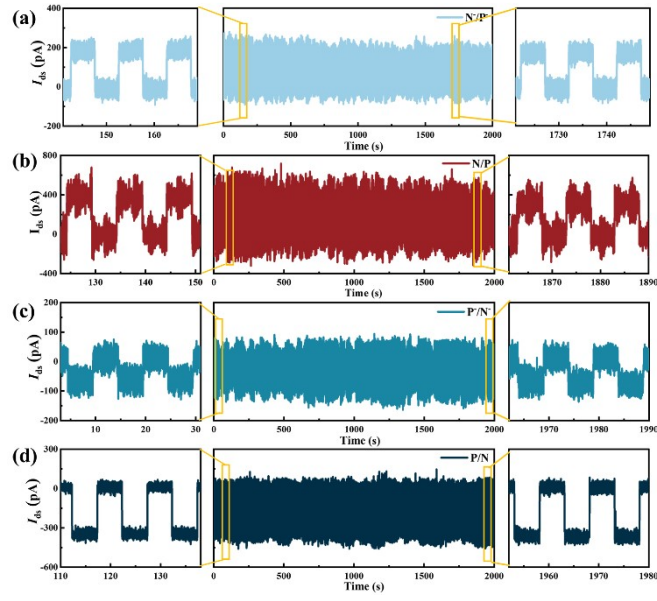 (a)
I_ds (pA)
400
200
0
-200
150 160
0 500 1000 1500 2000
Time (s)
N⁻/P⁻
1730 1740
(b)
I_ds (pA)
800
400
0
-400
130 140 150
0 500 1000 1500 2000
Time (s)
N/P
1870 1880 1890
(c)
I_ds (pA)
200
100
0
-100
-200
10 20 30
0 500 1000 1500 2000
Time (s)
P⁻/N⁻
1970 1980 1990
(d)
I_ds (pA)
300
0
-300
-600
110 120 130
0 500 1000 1500 2000
Time (s)
P/N
1960 1970 1980